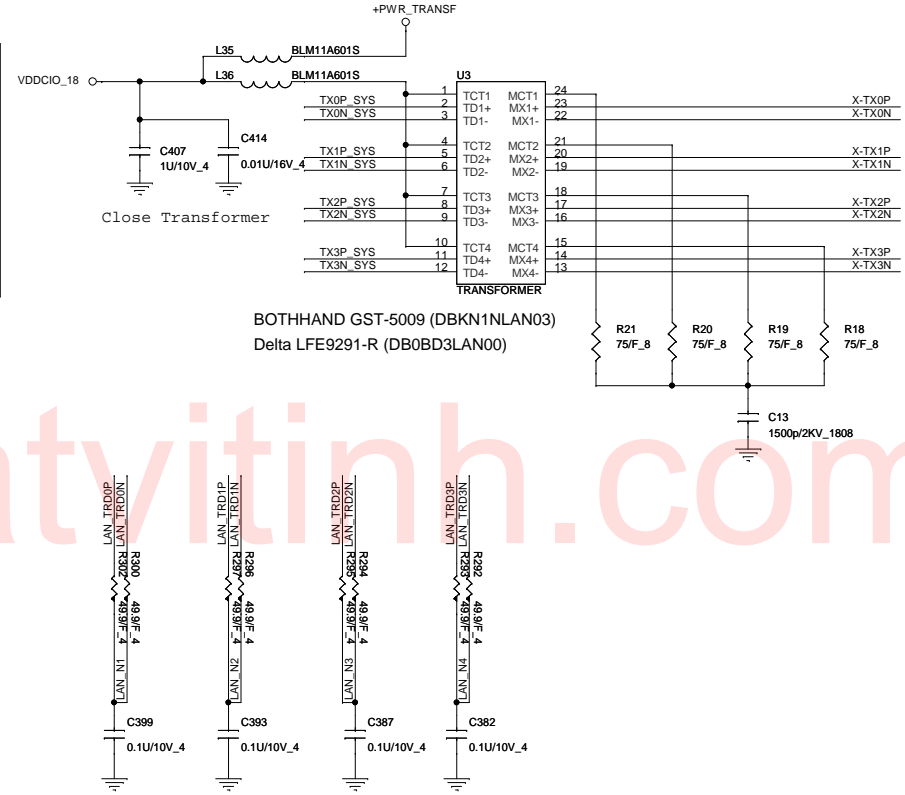 +PWR_TRANSF
L35 BLM11A601S
VDDCIO_18
L36 BLM11A601S
U3
TX0P_SYS 1 TCT1 MCT1 24
TX0N_SYS 2 TD1+ MX1+ 23 X-TX0P
3 TD1- MX1- 22 X-TX0N
C407
1U/10V_4
C414
0.01U/16V_4
4 TCT2 MCT2 21
TX1P_SYS 5 TD2+ MX2+ 20 X-TX1P
TX1N_SYS 6 TD2- MX2- 19 X-TX1N
7 TCT3 MCT3 18
TX2P_SYS 8 TD3+ MX3+ 17 X-TX2P
TX2N_SYS 9 TD3- MX3- 16 X-TX2N
Close Transformer
10 TCT4 MCT4 15
TX3P_SYS 11 TD4+ MX4+ 14 X-TX3P
TX3N_SYS 12 TD4- MX4- 13 X-TX3N
TRANSFORMER
BOTHHAND GST-5009 (DBKN1NLAN03)
Delta LFE9291-R (DB0BD3LAN00)
R21
75/F_8
R20
75/F_8
R19
75/F_8
R18
75/F_8
C13
1500p/2KV_1808
atvitinh.com
LAN_TRD0P
LAN_TRD0N
LAN_TRD1P
LAN_TRD1N
LAN_TRD2P
LAN_TRD2N
LAN_TRD3P
LAN_TRD3N
R302 49.9/F_4
R300 49.9/F_4
R297 49.9/F_4
R296 49.9/F_4
R295 49.9/F_4
R294 49.9/F_4
R293 49.9/F_4
R292 49.9/F_4
LAN_N1
LAN_N2
LAN_N3
LAN_N4
C399
0.1U/10V_4
C393
0.1U/10V_4
C387
0.1U/10V_4
C382
0.1U/10V_4